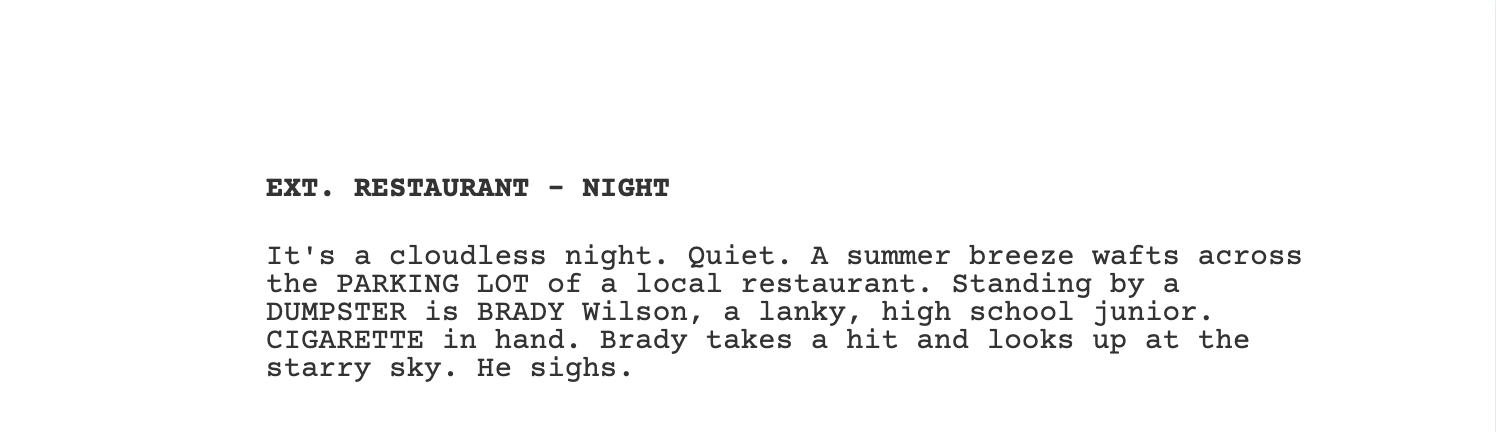 EXT. RESTAURANT - NIGHT
It's a cloudless night. Quiet. A summer breeze wafts across
the PARKING LOT of a local restaurant. Standing by a
DUMPSTER is BRADY Wilson, a lanky, high school junior.
CIGARETTE in hand. Brady takes a hit and looks up at the
starry sky. He sighs.